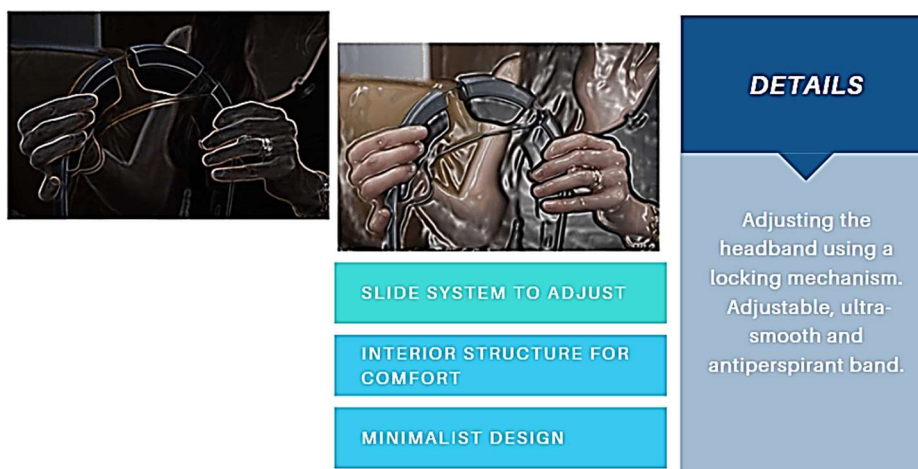 SLIDE SYSTEM TO ADJUST
INTERIOR STRUCTURE FOR
COMFORT
MINIMALIST DESIGN
DETAILS
Adjusting the
headband using a
locking mechanism.
Adjustable, ultra-
smooth and
antiperspirant band.